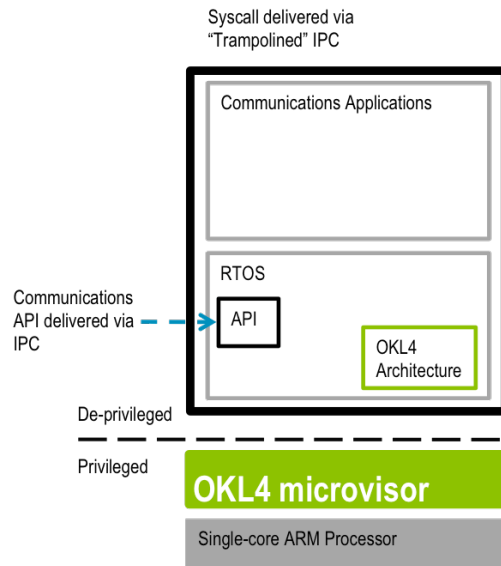 Syscall delivered via
“Trampolined” IPC
Communications Applications
RTOS
Communications
API delivered via
IPC
API
OKL4
Architecture
De-privileged
Privileged
OKL4 microvisor
Single-core ARM Processor